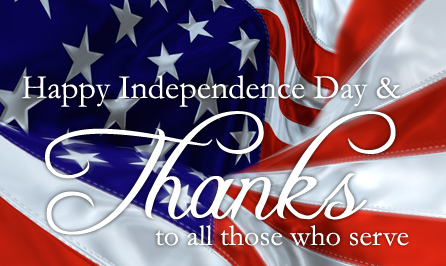 Happy Independence Day &
Thanks
to all those who serve